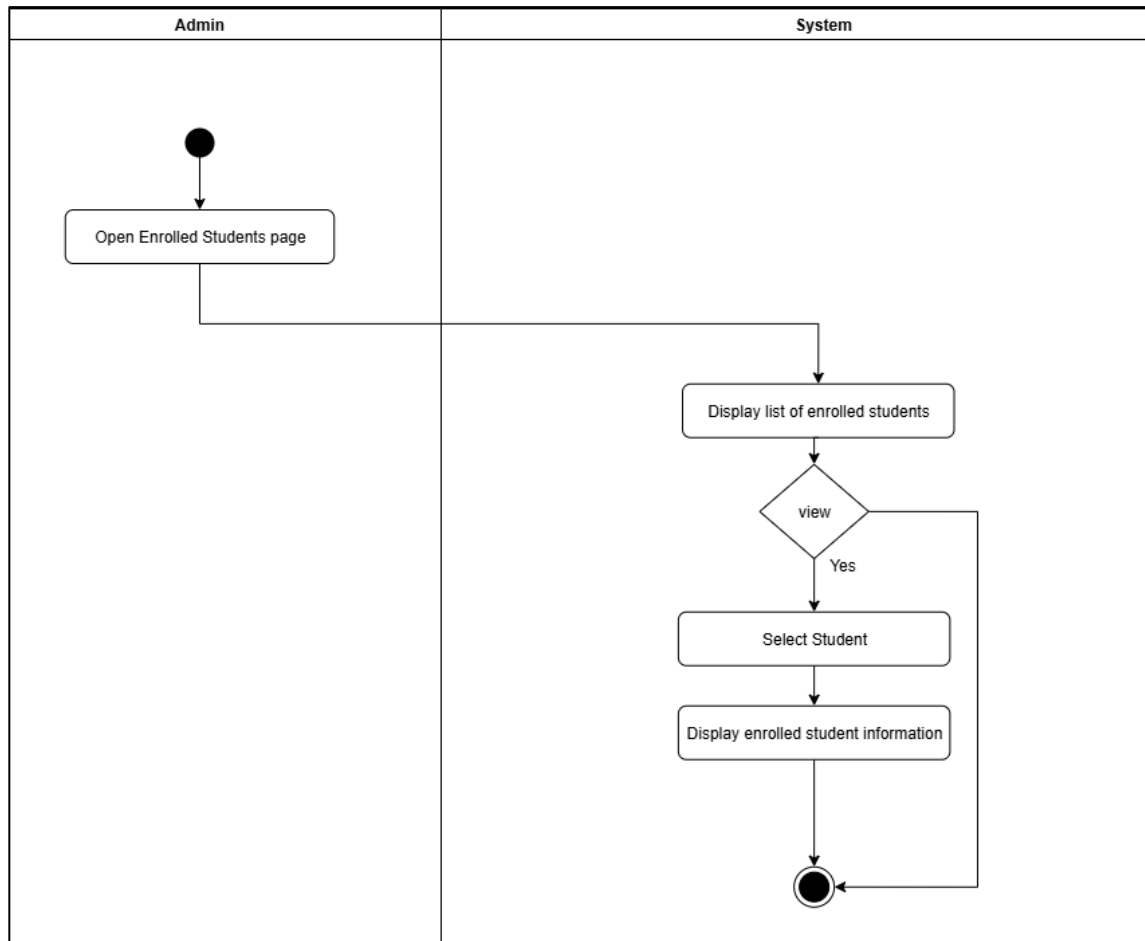 Admin
System
Open Enrolled Students page
Display list of enrolled students
view
Yes
Select Student
Display enrolled student information